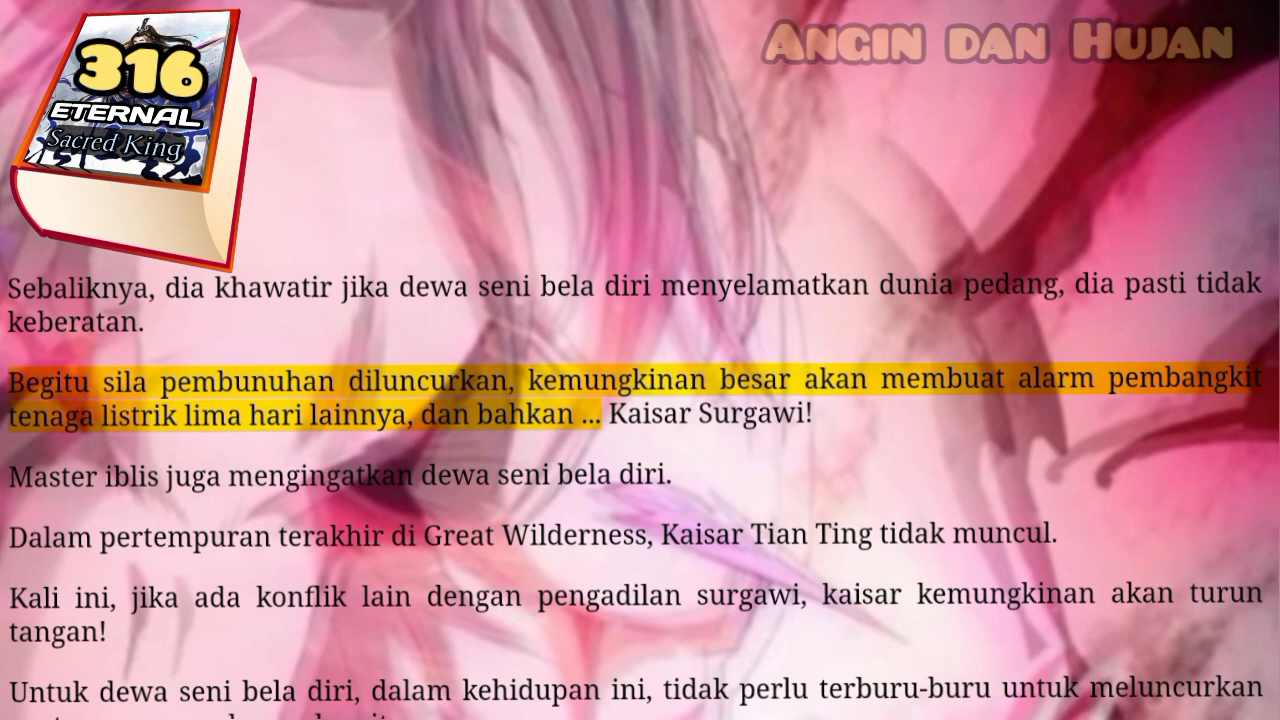 316
ETERNAL
Sacred King
Angin dan Hujan
Sebaliknya, dia khawatir jika dewa seni bela diri menyelamatkan dunia pedang, dia pasti tidak
keberatan.
Begitu sila pembunuhan diluncurkan, kemungkinan besar akan membuat alarm pembangkit
tenaga listrik lima hari lainnya, dan bahkan ... Kaisar Surgawi!
Master iblis juga mengingatkan dewa seni bela diri.
Dalam pertempuran terakhir di Great Wilderness, Kaisar Tian Ting tidak muncul.
Kali ini, jika ada konflik lain dengan pengadilan surgawi, kaisar kemungkinan akan turun
tangan!
Untuk dewa seni bela diri, dalam kehidupan ini, tidak perlu terburu-buru untuk meluncurkan